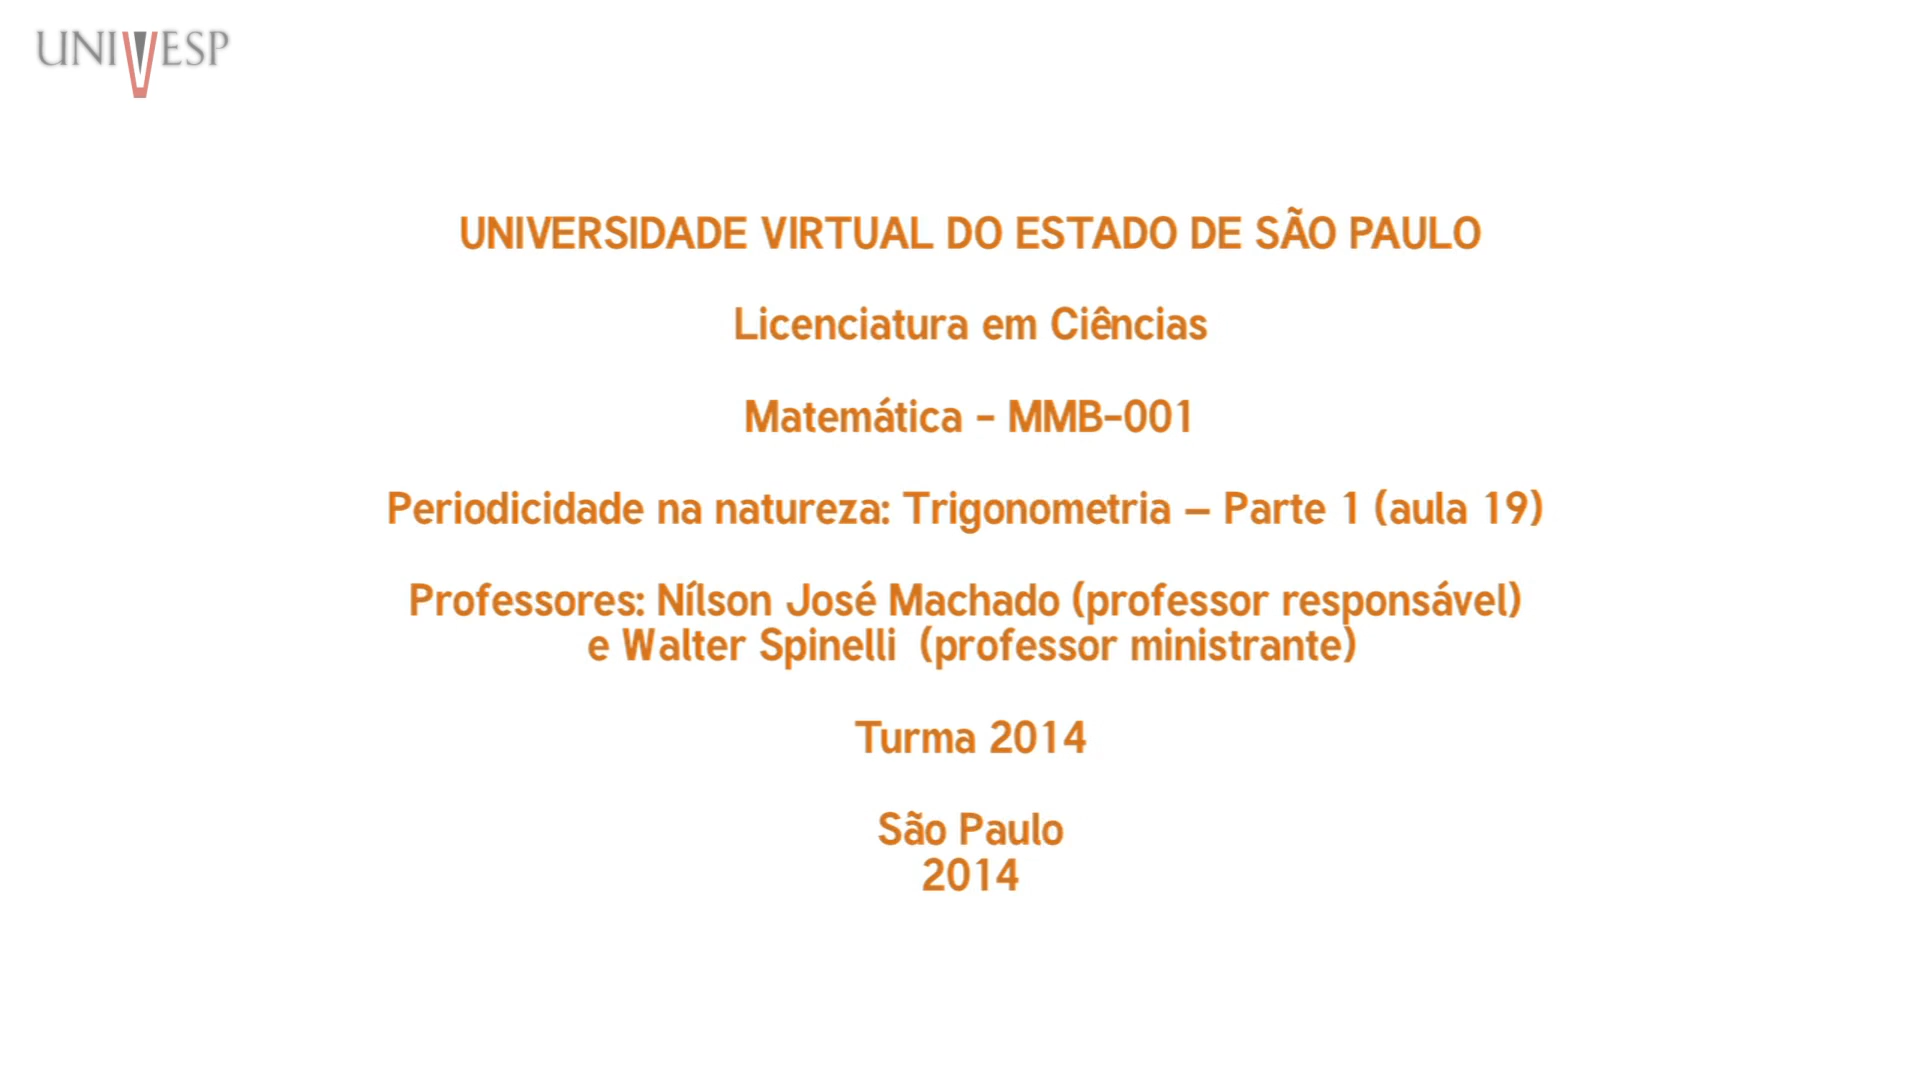 UNIVESP
UNIVERSIDADE VIRTUAL DO ESTADO DE SÃO PAULO
Licenciatura em Ciências
Matemática - MMB-001
Periodicidade na natureza: Trigonometria – Parte 1 (aula 19)
Professores: Nílson José Machado (professor responsável)
e Walter Spinelli (professor ministrante)
Turma 2014
São Paulo
2014